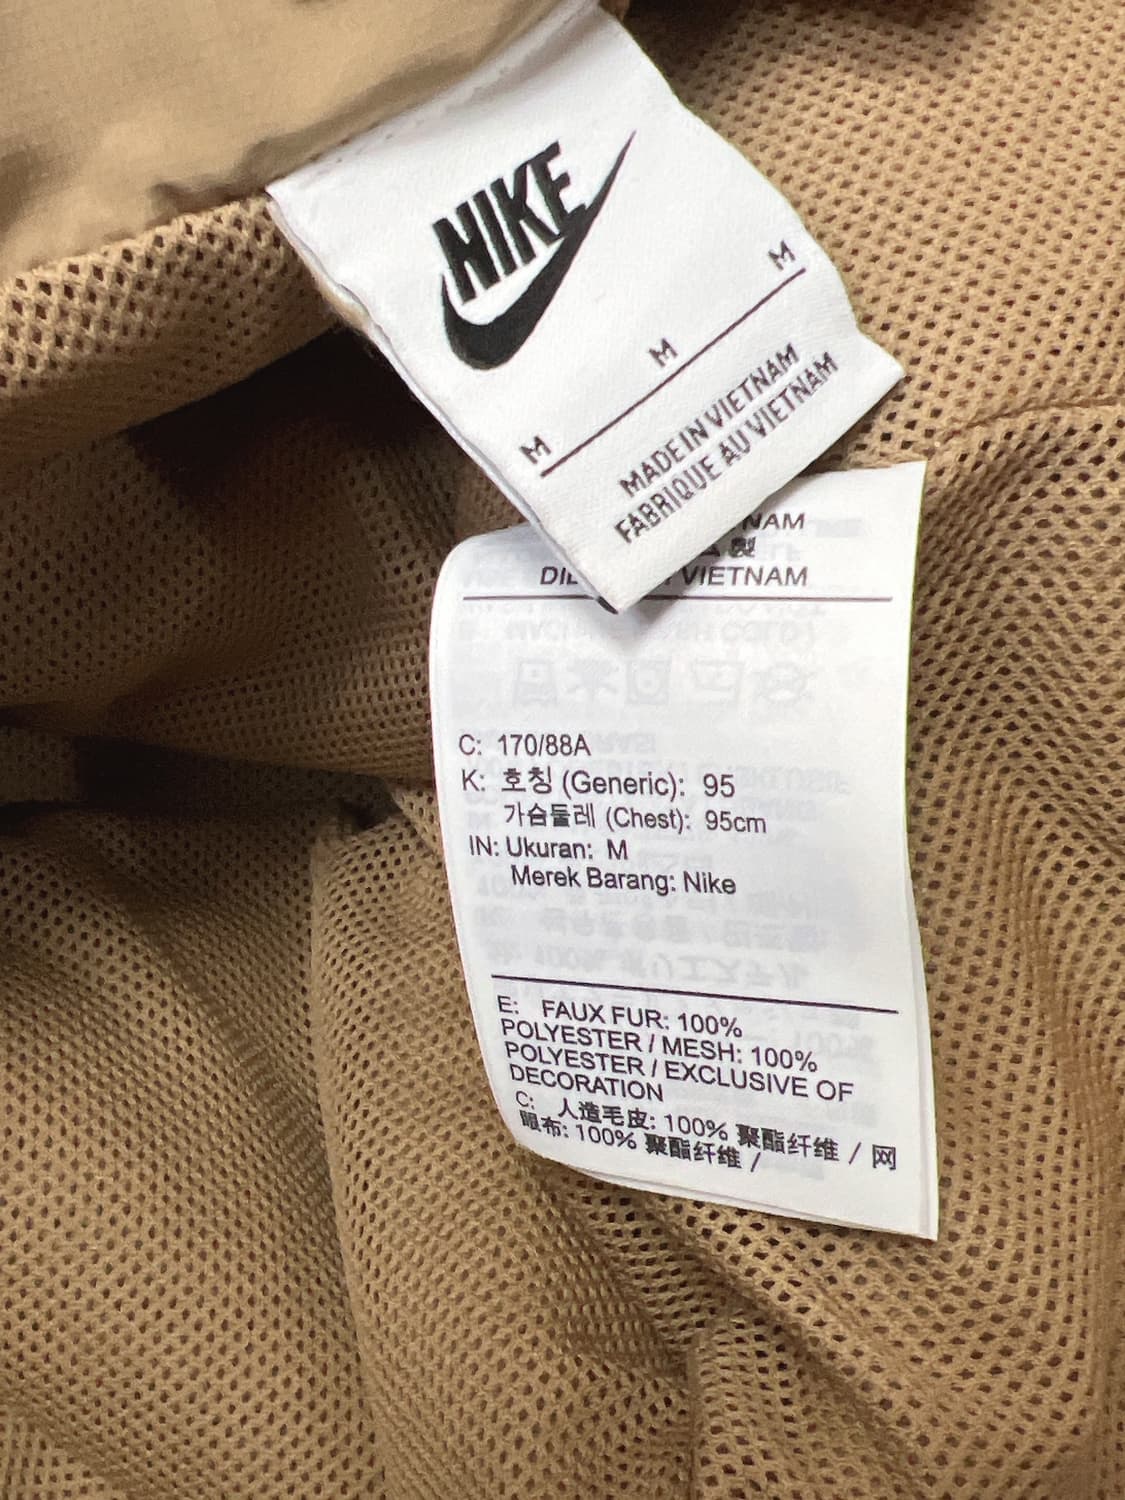 NIKE
M M M
MADE IN VIETNAM
FABRIQUE AU VIETNAM
製
VIETNAM
C: 170/88A
K: 호칭 (Generic): 95
가슴둘레 (Chest): 95cm
IN: Ukuran: M
Merek Barang: Nike
E: FAUX FUR: 100%
POLYESTER / MESH: 100%
POLYESTER / EXCLUSIVE OF
DECORATION
C: 人造毛皮: 100% 聚酯纤维 / 网
眼布: 100% 聚酯纤维 /